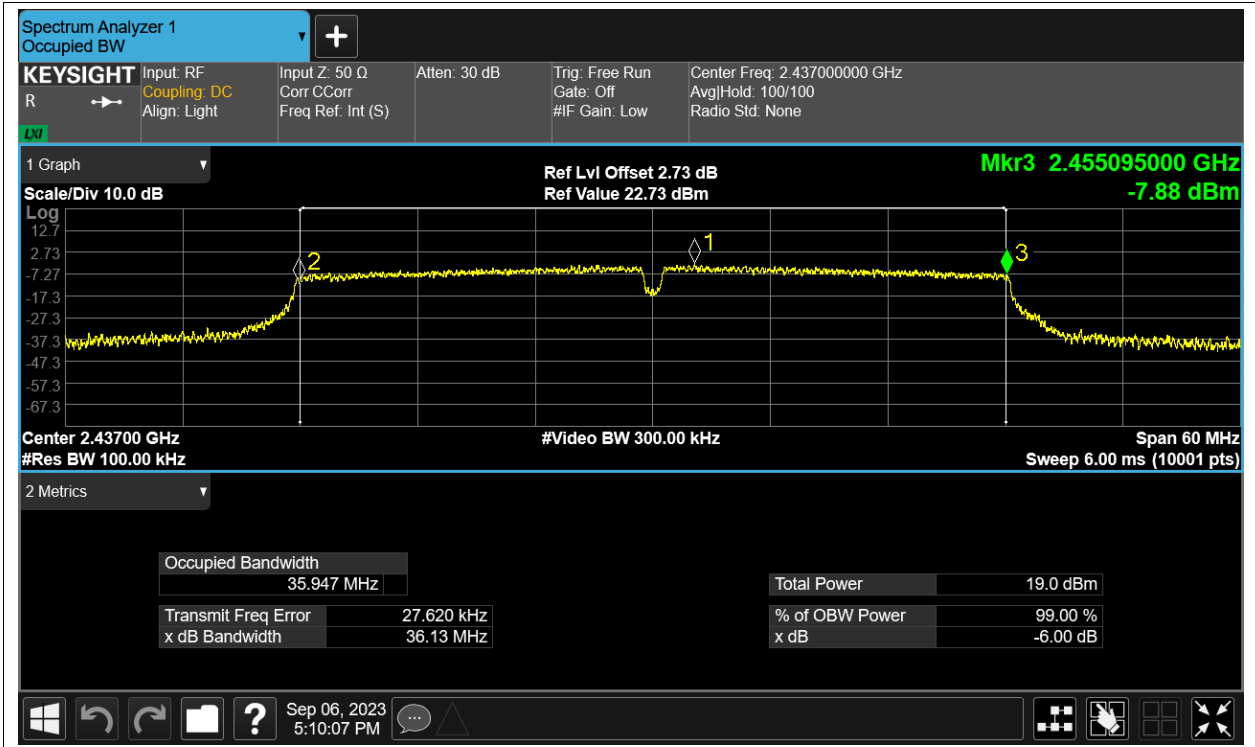 Spectrum Analyzer 1
Occupied BW
+
KEYSIGHT
R
LXI
Input: RF
Coupling: DC
Align: Light
Input Z: 50 Ω
Corr CCorr
Freq Ref: Int (S)
Atten: 30 dB
Trig: Free Run
Gate: Off
#IF Gain: Low
Center Freq: 2.437000000 GHz
Avg|Hold: 100/100
Radio Std: None
1 Graph
Scale/Div 10.0 dB
Ref Lvl Offset 2.73 dB
Ref Value 22.73 dBm
Mkr3 2.455095000 GHz
-7.88 dBm
Log
12.7
2.73
-7.27
-17.3
-27.3
-37.3
-47.3
-57.3
-67.3
2
1
3
Center 2.43700 GHz
#Video BW 300.00 kHz
Span 60 MHz
#Res BW 100.00 kHz
Sweep 6.00 ms (10001 pts)
2 Metrics
Occupied Bandwidth
35.947 MHz
Transmit Freq Error 27.620 kHz
x dB Bandwidth 36.13 MHz
Total Power 19.0 dBm
% of OBW Power 99.00 %
x dB -6.00 dB
?
Sep 06, 2023
5:10:07 PM